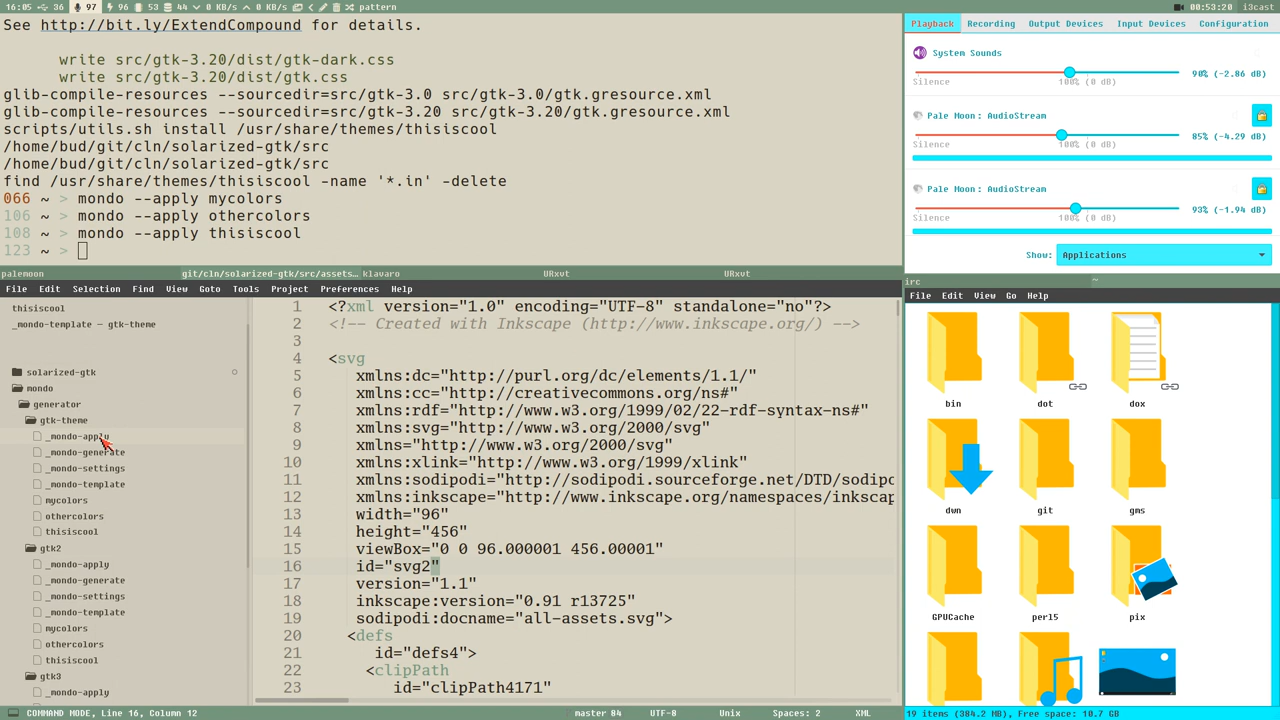 16:05 36 97 96 53 44 0 KB/s 0 KB/s pattern 00:53:20 i3cast
See http://bit.ly/ExtendCompound for details.
write src/gtk-3.20/dist/gtk-dark.css
write src/gtk-3.20/dist/gtk.css
glib-compile-resources --sourcedir=src/gtk-3.0 src/gtk-3.0/gtk.gresource.xml
glib-compile-resources --sourcedir=src/gtk-3.20 src/gtk-3.20/gtk.gresource.xml
scripts/utils.sh install /usr/share/themes/thisiscool
/home/bud/git/cln/solarized-gtk/src
/home/bud/git/cln/solarized-gtk/src
find /usr/share/themes/thisiscool -name '*.in' -delete
066 ~ > mondo --apply mycolors
106 ~ > mondo --apply othercolors
108 ~ > mondo --apply thisiscool
123 ~ >
palemoon git/cln/solarized-gtk/src/assets… klavaro URxvt URxvt
File Edit Selection Find View Goto Tools Project Preferences Help
thisiscool
_mondo-template - gtk-theme
solarized-gtk
mondo
generator
gtk-theme
_mondo-apply
_mondo-generate
_mondo-settings
_mondo-template
mycolors
othercolors
thisiscool
gtk2
_mondo-apply
_mondo-generate
_mondo-settings
_mondo-template
mycolors
othercolors
thisiscool
gtk3
_mondo-apply
1 <?xml version="1.0" encoding="UTF-8" standalone="no"?>
2 <!-- Created with Inkscape (http://www.inkscape.org/) -->
3
4 <svg
5 xmlns:dc="http://purl.org/dc/elements/1.1/"
6 xmlns:cc="http://creativecommons.org/ns#"
7 xmlns:rdf="http://www.w3.org/1999/02/22-rdf-syntax-ns#"
8 xmlns:svg="http://www.w3.org/2000/svg"
9 xmlns="http://www.w3.org/2000/svg"
10 xmlns:xlink="http://www.w3.org/1999/xlink"
11 xmlns:sodipodi="http://sodipodi.sourceforge.net/DTD/sodipo
12 xmlns:inkscape="http://www.inkscape.org/namespaces/inkscap
13 width="96"
14 height="456"
15 viewBox="0 0 96.000001 456.00001"
16 id="svg2"
17 version="1.1"
18 inkscape:version="0.91 r13725"
19 sodipodi:docname="all-assets.svg">
20 <defs
21 id="defs4">
22 <clipPath
23 id="clipPath4171"
COMMAND MODE, Line 16, Column 12 master 84 UTF-8 Unix Spaces: 2 XML
Playback Recording Output Devices Input Devices Configuration
System Sounds
90% (-2.86 dB)
Silence 100% (0 dB)
Pale Moon: AudioStream
85% (-4.29 dB)
Silence 100% (0 dB)
Pale Moon: AudioStream
93% (-1.94 dB)
Silence 100% (0 dB)
Show: Applications
irc ~
File Edit View Go Help
bin dot dox
dwn git gms
GPUCache perl5 pix
19 items (384.2 MB), Free space: 10.7 GB